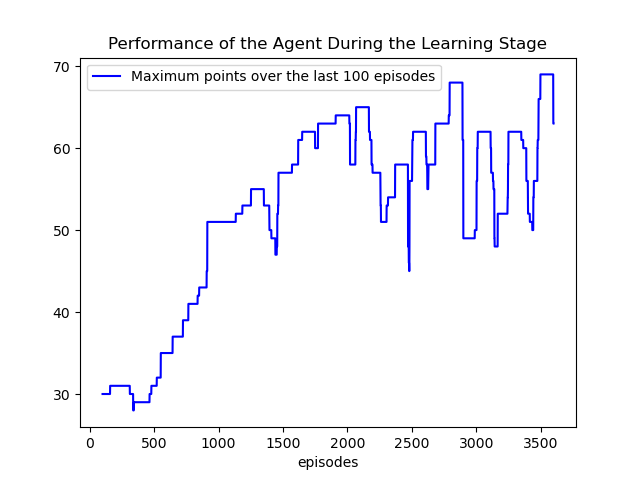 Performance of the Agent During the Learning Stage
Maximum points over the last 100 episodes
70
60
50
40
30
0 500 1000 1500 2000 2500 3000 3500
episodes